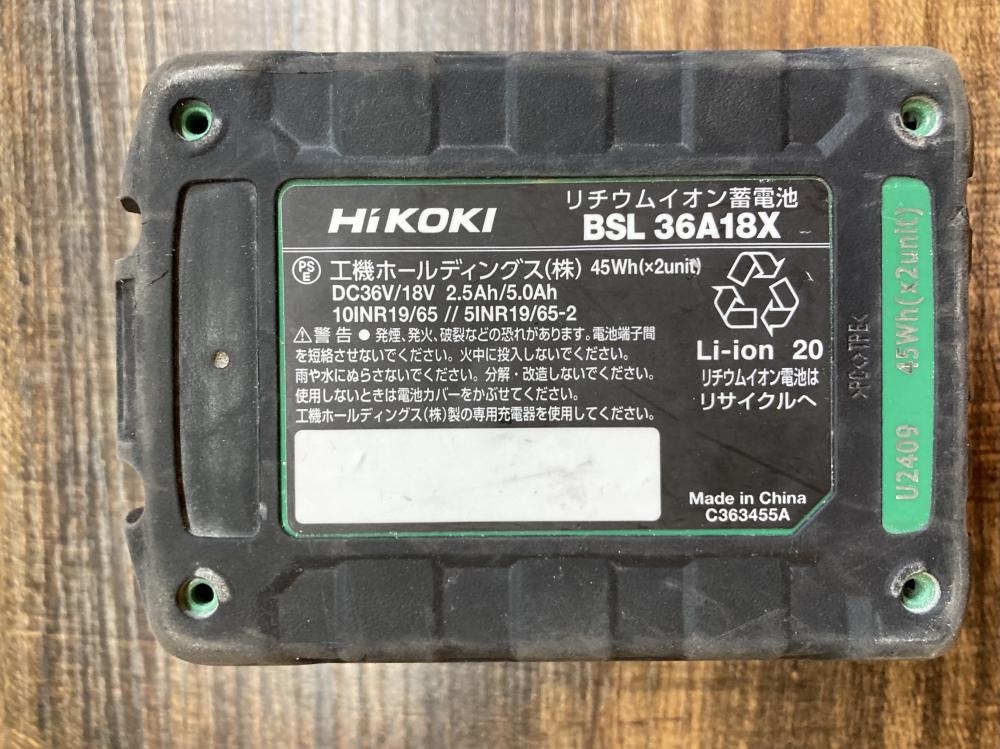 HiKOKI
リチウムイオン蓄電池
BSL 36A18X
PSE 工機ホールディングス(株) 45Wh(×2unit)
DC36V/18V 2.5Ah/5.0Ah
10INR19/65 // 5INR19/65-2
⚠警告 ● 発煙、発火、破裂などの恐れがあります。電池端子間
を短絡させないでください。火中に投入しないでください。
雨や水にぬらさないでください。分解・改造しないでください。
使用しないときは電池カバーをかぶせてください。
工機ホールディングス(株)製の専用充電器を使用してください。
Li-ion 20
リチウムイオン電池は
リサイクルへ
Made in China
C363455A
>PC<>TPE<
U2409 45Wh(x2unit)